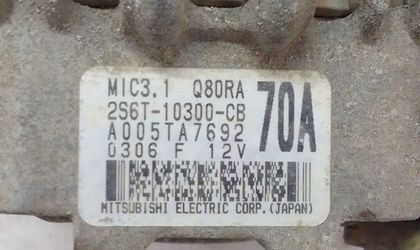 MIC3.1 Q80RA
2S6T-10300-CB
70A
A005TA7692
0306 F 12V
MITSUBISHI ELECTRIC CORP.(JAPAN)